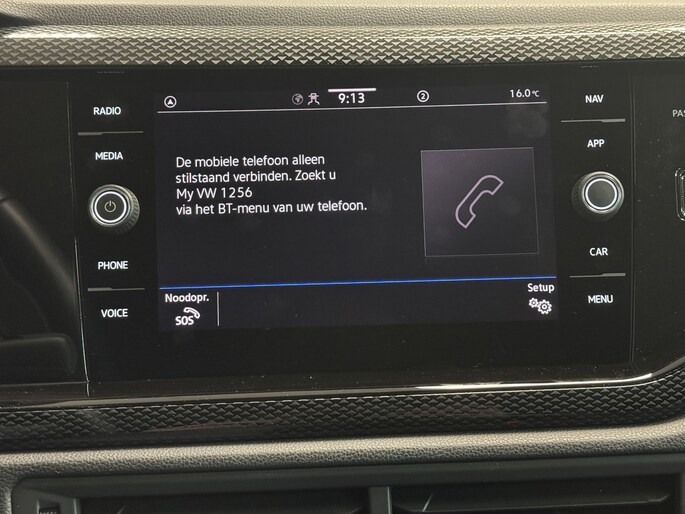 RADIO
MEDIA
PHONE
VOICE
9:13
2
16.0°C
De mobiele telefoon alleen
stilstaand verbinden. Zoekt u
My VW 1256
via het BT-menu van uw telefoon.
Noodopr.
SOS
Setup
NAV
APP
CAR
MENU